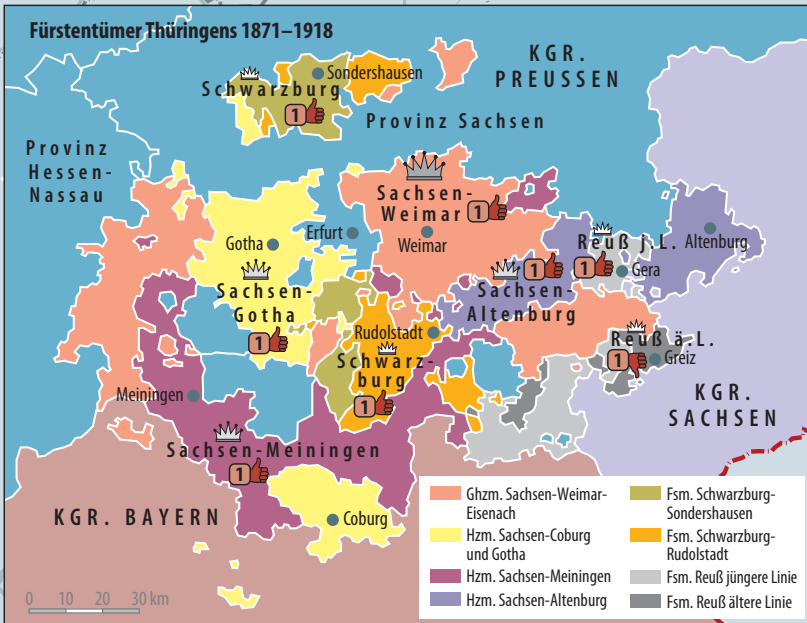 Fürstentümer Thüringens 1871–1918
KGR.
PREUSSEN
Sondershausen
Schwarzburg
1
Provinz Sachsen
Provinz
Hessen-
Nassau
Sachsen-
Weimar
1
Weimar
Erfurt
Gotha
Sachsen-
Gotha
1
Reuß j.L.
1
Gera
Altenburg
1
Sachsen-
Altenburg
Rudolstadt
Schwarz-
burg
1
Reuß ä.L.
1
Greiz
KGR.
SACHSEN
Meiningen
Sachsen-Meiningen
1
KGR. BAYERN
Coburg
Ghzm. Sachsen-Weimar-
Eisenach
Hzm. Sachsen-Coburg
und Gotha
Hzm. Sachsen-Meiningen
Hzm. Sachsen-Altenburg
Fsm. Schwarzburg-
Sondershausen
Fsm. Schwarzburg-
Rudolstadt
Fsm. Reuß jüngere Linie
Fsm. Reuß ältere Linie
0 10 20 30 km